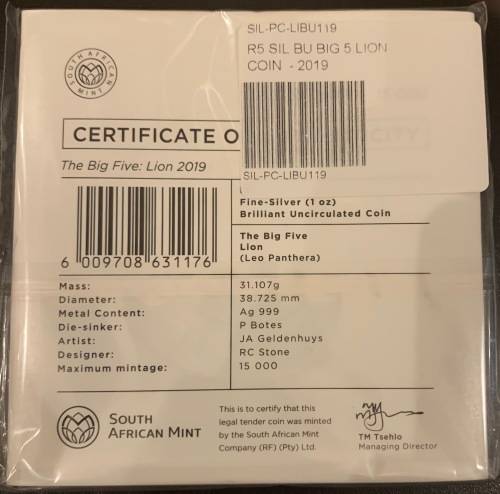 SOUTH AFRICAN MINT
SIL-PC-LIBU119
R5 SIL BU BIG 5 LION
COIN - 2019
SIL-PC-LIBU119
CERTIFICATE O CITY
The Big Five: Lion 2019
6 009708 631176
Fine-Silver (1 oz)
Brilliant Uncirculated Coin
The Big Five
Lion
(Leo Panthera)
Mass: 31.107g
Diameter: 38.725 mm
Metal Content: Ag 999
Die-sinker: P Botes
Artist: JA Geldenhuys
Designer: RC Stone
Maximum mintage: 15 000
SOUTH
AFRICAN MINT
This is to certify that this
legal tender coin was minted
by the South African Mint
Company (RF) (Pty) Ltd.
TM Tsehlo
Managing Director